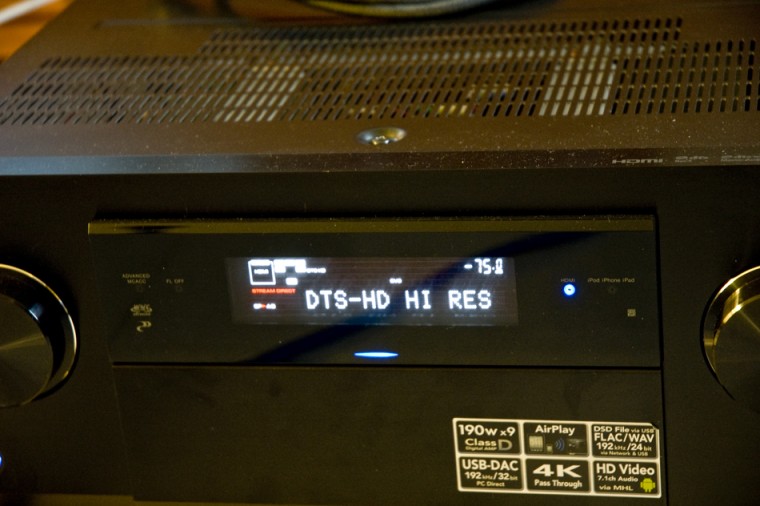 HDMI
ADVANCED
MCACC
FL OFF
HDMI
-75.0
STREAM DIRECT
DTS-HD HI RES
HDMI
iPod iPhone iPad
190w x9
Class D
Digital AMP
AirPlay
DSD File via USB
FLAC/WAV
192kHz/24bit
via Network & USB
USB-DAC
192kHz/32bit
PC Direct
4K
Pass Through
HD Video
7.1ch Audio
via MHL